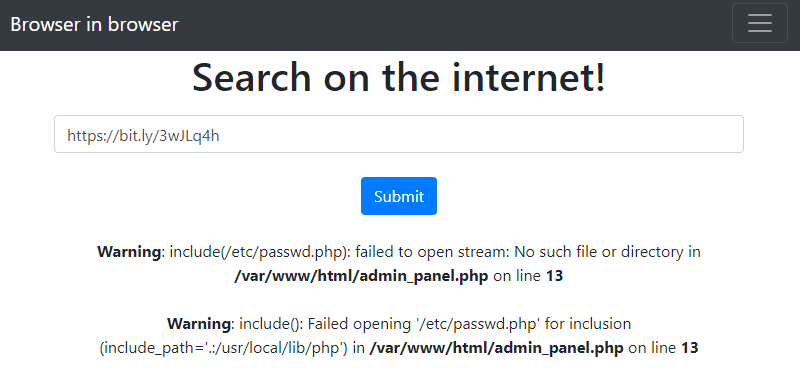 Browser in browser
Search on the internet!
https://bit.ly/3wJLq4h
Submit
Warning: include(/etc/passwd.php): failed to open stream: No such file or directory in
/var/www/html/admin_panel.php on line 13
Warning: include(): Failed opening '/etc/passwd.php' for inclusion
(include_path='.:/usr/local/lib/php') in /var/www/html/admin_panel.php on line 13